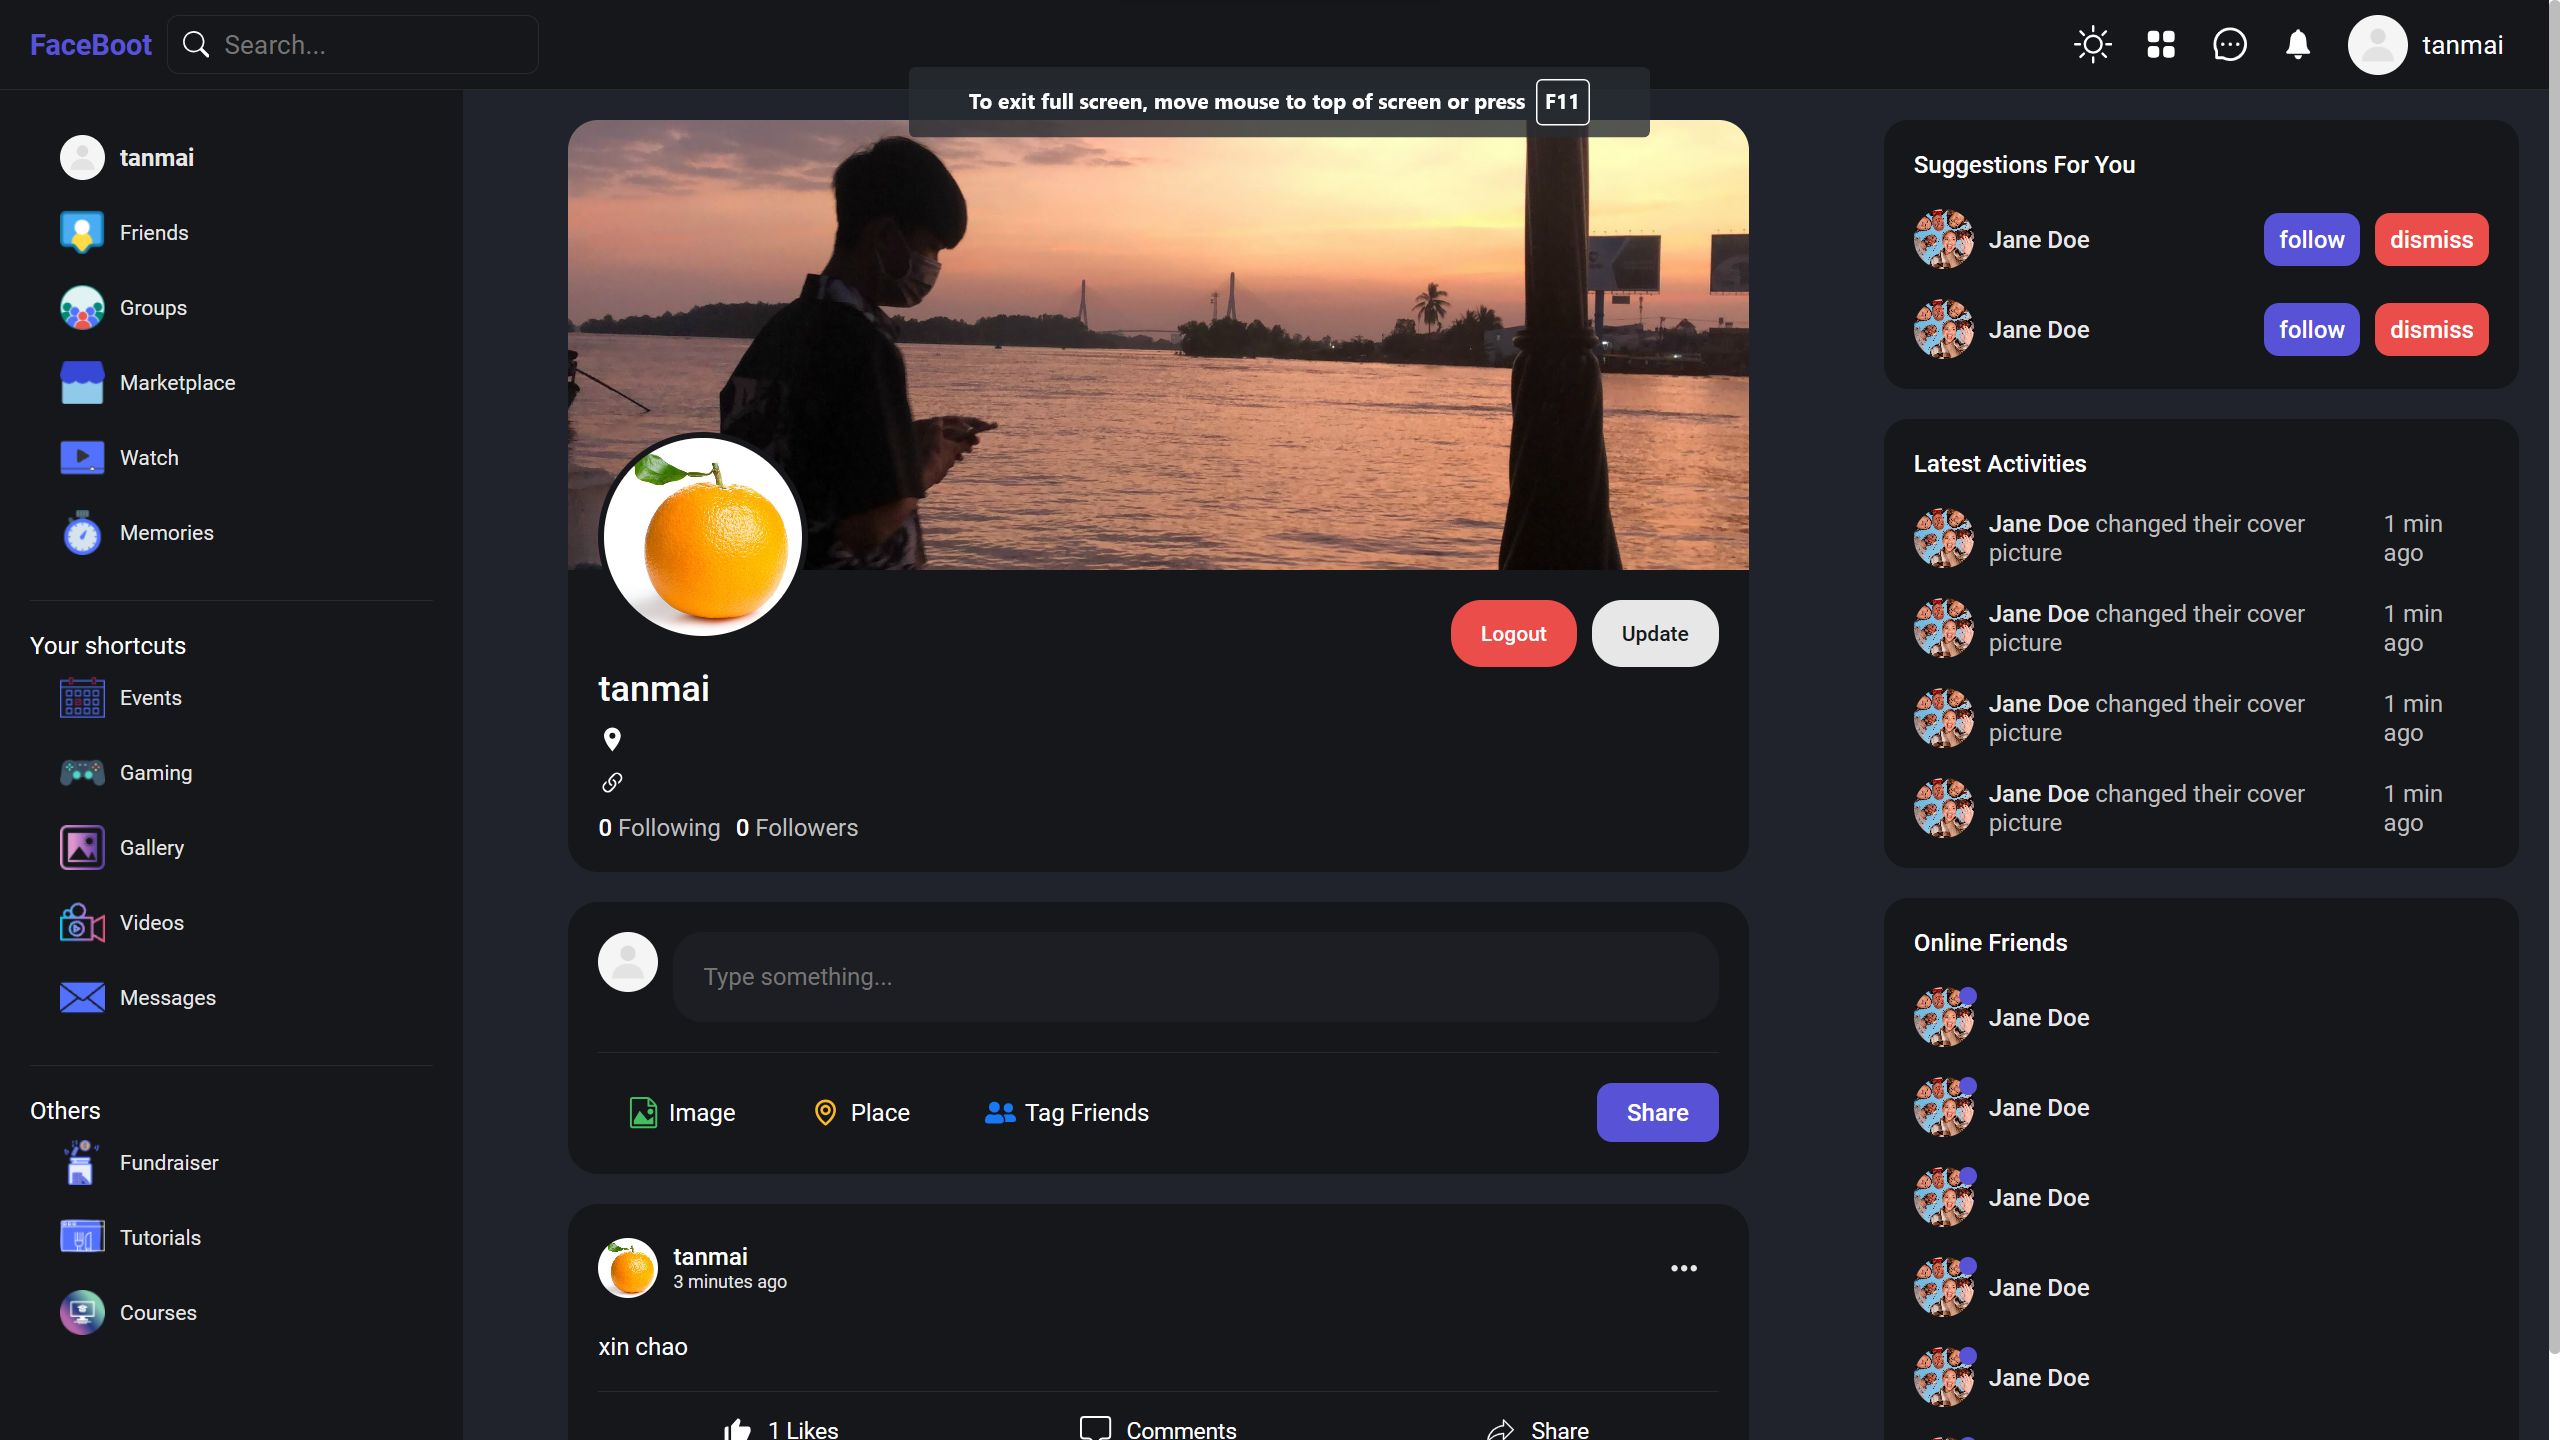 FaceBoot
Search...
tanmai
To exit full screen, move mouse to top of screen or press F11
tanmai
Friends
Groups
Marketplace
Watch
Memories
Your shortcuts
Events
Gaming
Gallery
Videos
Messages
Others
Fundraiser
Tutorials
Courses
Logout
Update
tanmai
0 Following 0 Followers
Type something...
Image
Place
Tag Friends
Share
tanmai
3 minutes ago
xin chao
1 Likes
Comments
Share
Suggestions For You
Jane Doe follow dismiss
Jane Doe follow dismiss
Latest Activities
Jane Doe changed their cover
picture
1 min
ago
Jane Doe changed their cover
picture
1 min
ago
Jane Doe changed their cover
picture
1 min
ago
Jane Doe changed their cover
picture
1 min
ago
Online Friends
Jane Doe
Jane Doe
Jane Doe
Jane Doe
Jane Doe